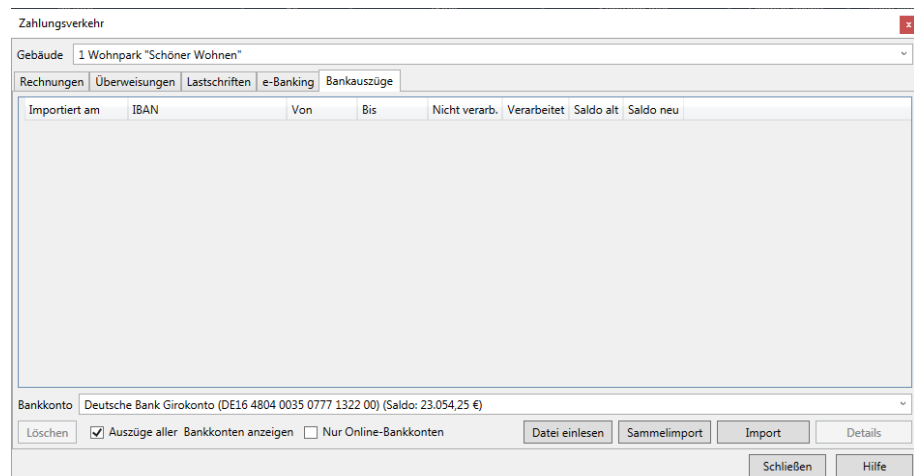 Zahlungsverkehr
x
Gebäude 1 Wohnpark "Schöner Wohnen"
Rechnungen Überweisungen Lastschriften e-Banking Bankauszüge
Importiert am IBAN Von Bis Nicht verarb. Verarbeitet Saldo alt Saldo neu
Bankkonto Deutsche Bank Girokonto (DE16 4804 0035 0777 1322 00) (Saldo: 23.054,25 €)
Löschen Auszüge aller Bankkonten anzeigen Nur Online-Bankkonten Datei einlesen Sammelimport Import Details
Schließen Hilfe